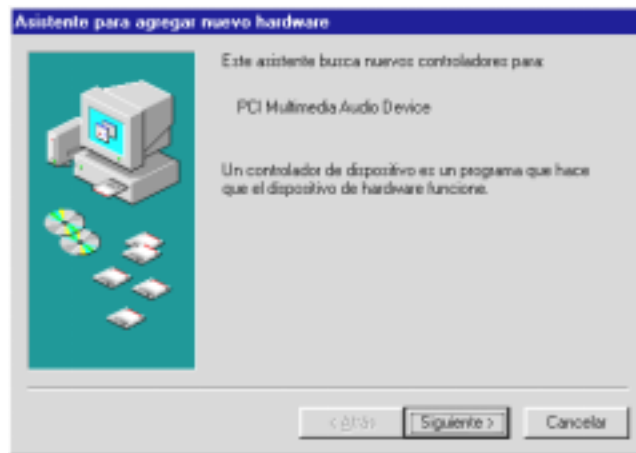 Asistente para agregar nuevo hardware
Este asistente busca nuevos controladores para:
PCI Multimedia Audio Device
Un controlador de dispositivo es un programa que hace
que el dispositivo de hardware funcione.
< Atrás
Siguiente >
Cancelar